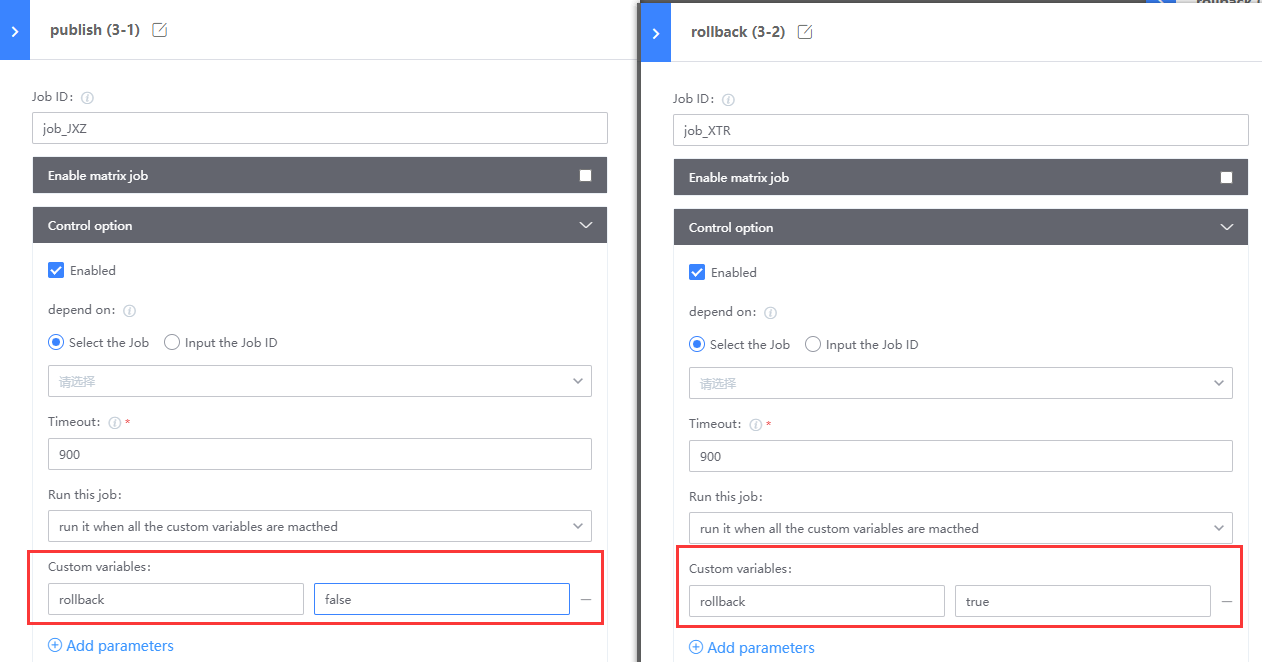 publish (3-1)
Job ID:
job_JXZ
Enable matrix job
Control option
Enabled
depend on:
Select the Job
Input the Job ID
请选择
Timeout: *
900
Run this job:
run it when all the custom variables are macthed
Custom variables:
rollback
false
Add parameters
rollback (3-2)
Job ID:
job_XTR
Enable matrix job
Control option
Enabled
depend on:
Select the Job
Input the Job ID
请选择
Timeout: *
900
Run this job:
run it when all the custom variables are macthed
Custom variables:
rollback
true
Add parameters